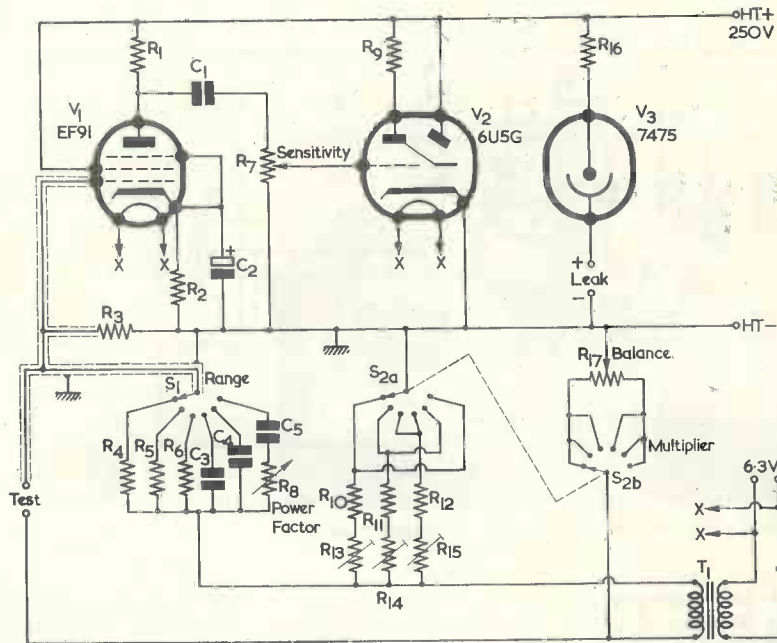 HT+
250V
R1
C1
R9
R16
V1
EF91
R7
Sensitivity
V2
6U5G
V3
7475
X X
X X
+
C2
R2
+
Leak
-
R3
HT-
S1
Range
S2a
R17
Balance
R4
R5
R6
C3
C4
C5
R8
Power
Factor
Multiplier
S2b
6·3V
Test
R10
R11
R12
R13
R14
R15
X
X
T1